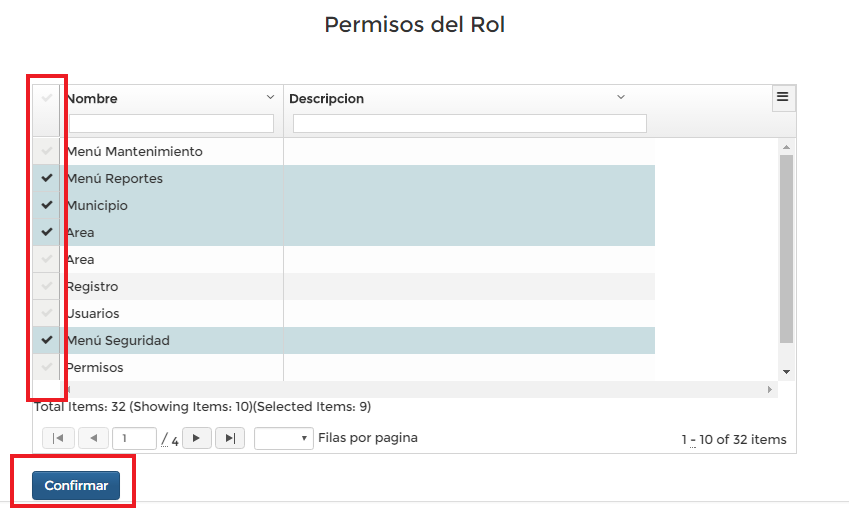 Permisos del Rol
Nombre Descripcion
Menú Mantenimiento
Menú Reportes
Municipio
Area
Area
Registro
Usuarios
Menú Seguridad
Permisos
Total Items: 32 (Showing Items: 10)(Selected Items: 9)
1 / 4 Filas por pagina 1 - 10 of 32 items
Confirmar